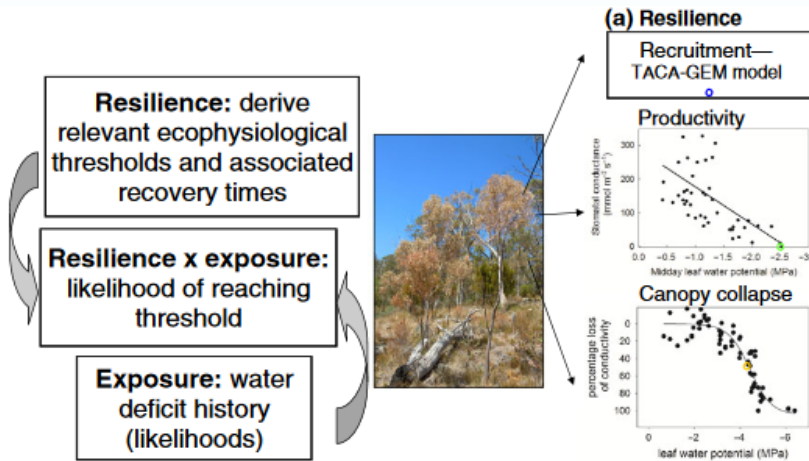 Resilience: derive
relevant ecophysiological
thresholds and associated
recovery times
Resilience x exposure:
likelihood of reaching
threshold
Exposure: water
deficit history
(likelihoods)
(a) Resilience
Recruitment—
TACA-GEM model
Productivity
Stomatal conductance
(mmol m⁻² s⁻¹)
300
200
100
0
0.0 −0.5 −1.0 −1.5 −2.0 −2.5 −3
Midday leaf water potential (MPa)
Canopy collapse
percentage loss
of conductivity
0
20
40
60
80
100
0 −2 −4 −6
leaf water potential (MPa)